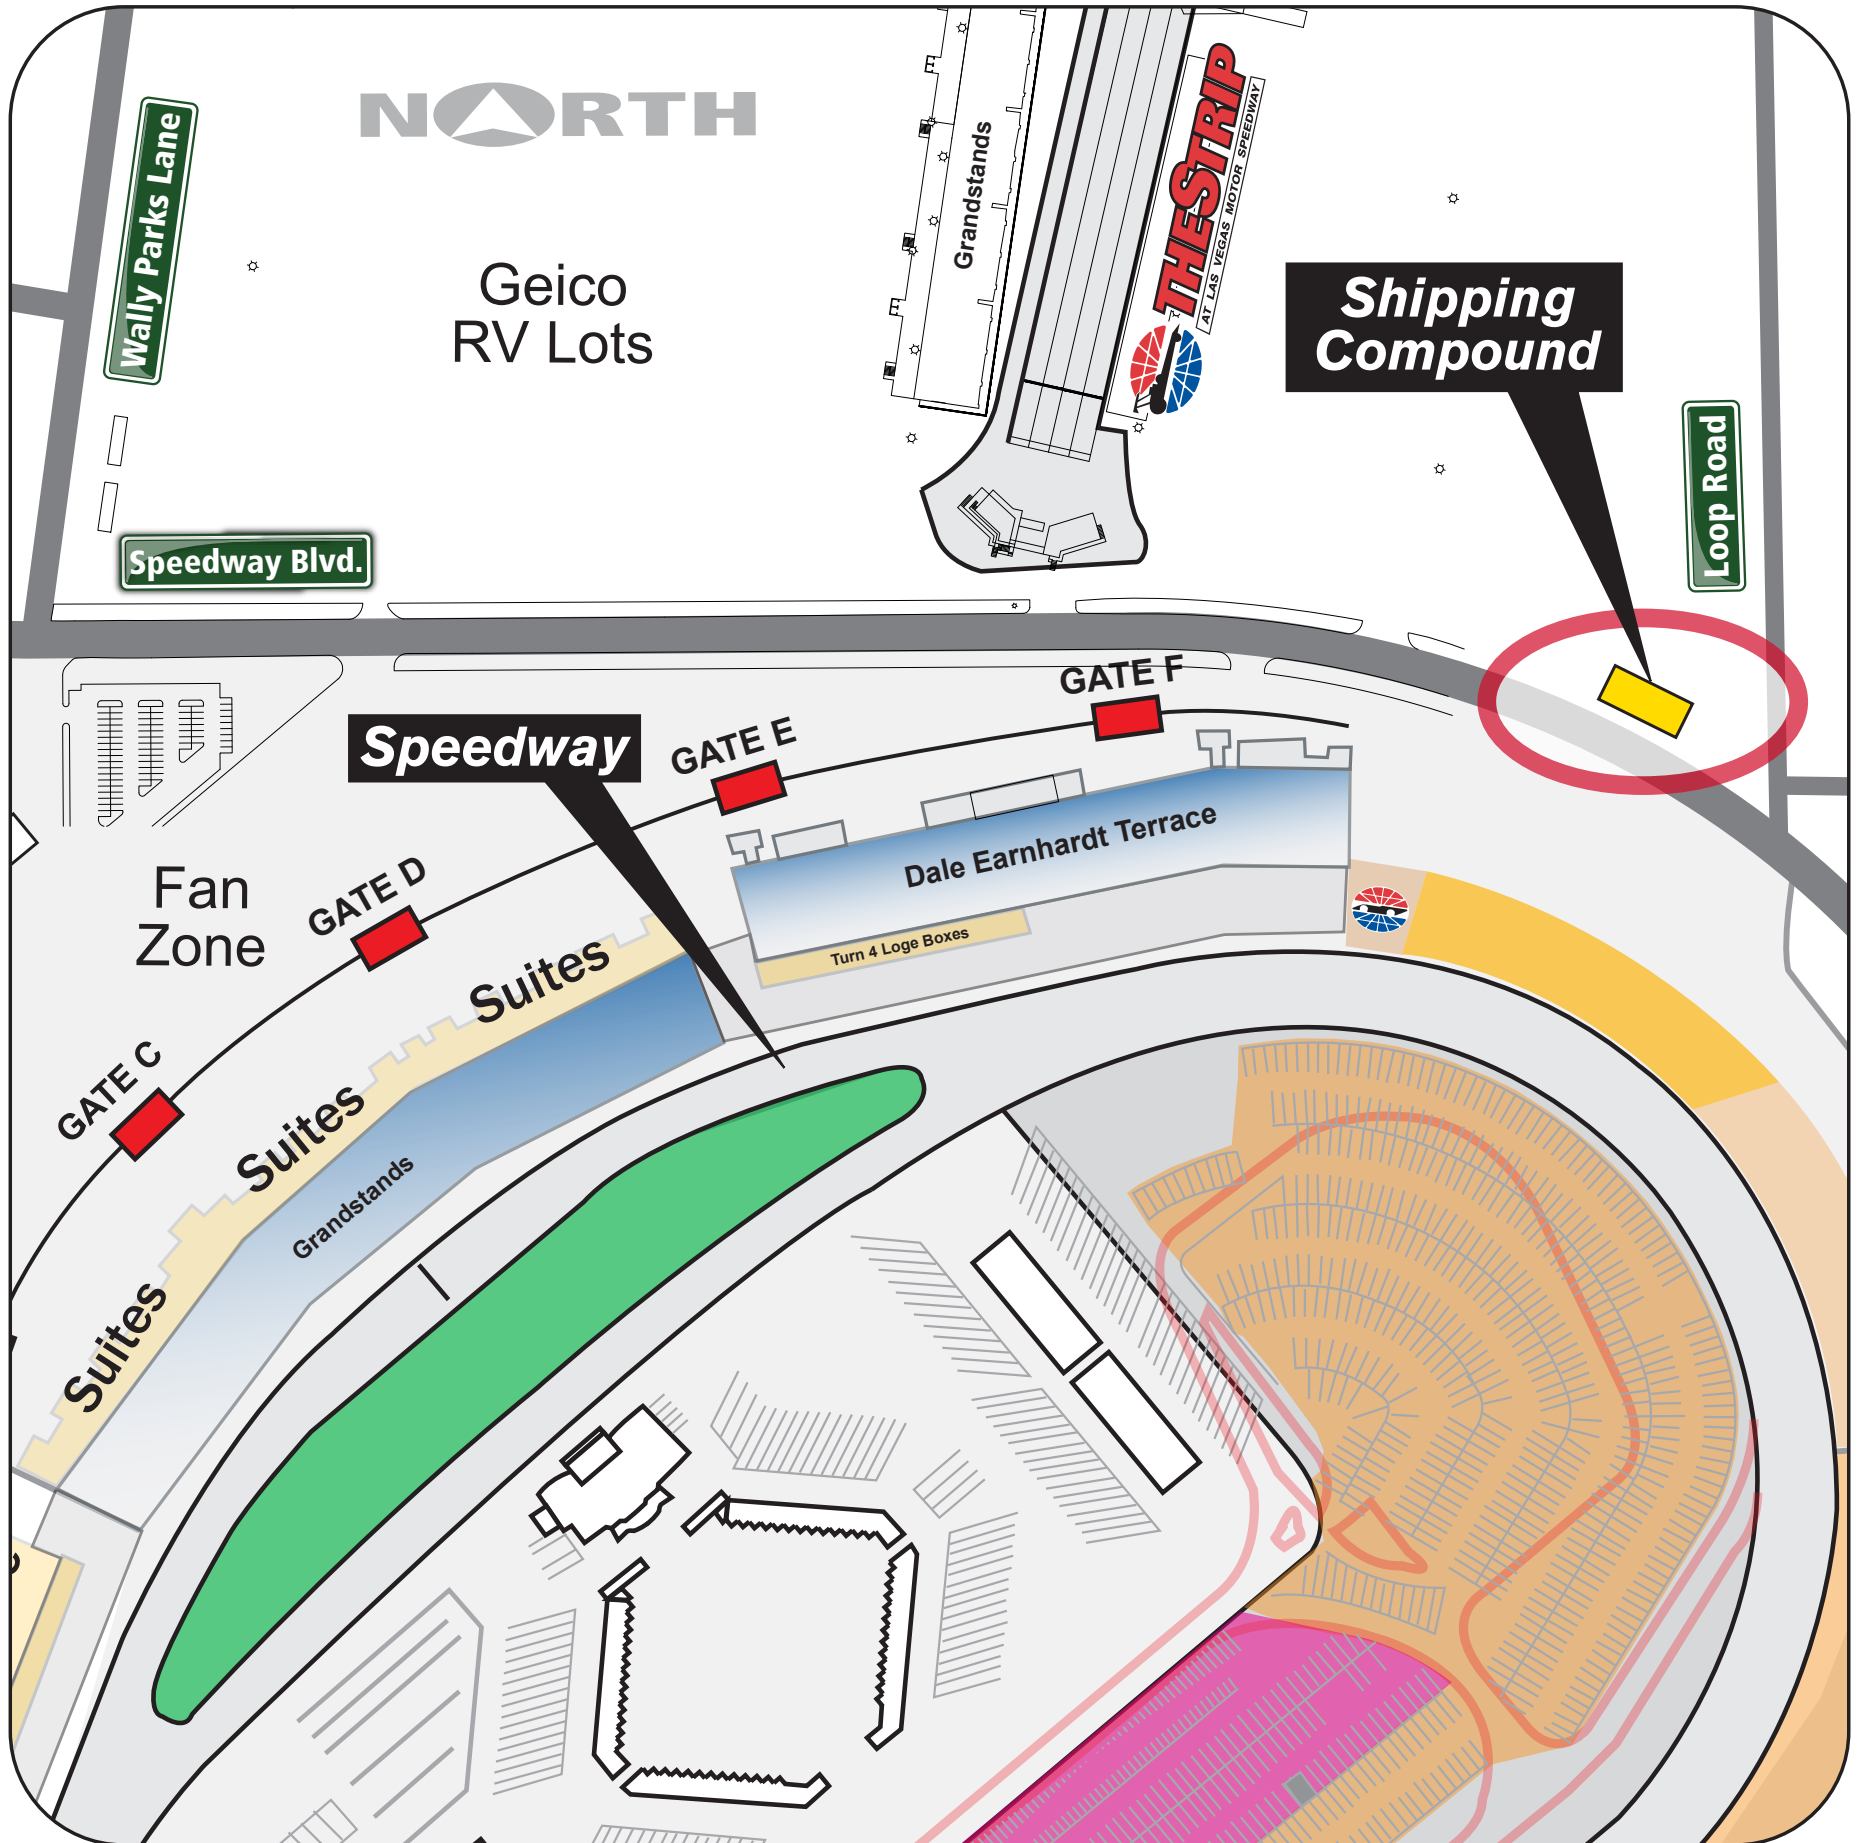 NORTH
Wally Parks Lane
Grandstands
THE STRIP
AT LAS VEGAS MOTOR SPEEDWAY
Geico
RV Lots
Shipping
Compound
Loop Road
Speedway Blvd.
GATE F
GATE E
Speedway
Dale Earnhardt Terrace
GATE D
Fan
Zone
Turn 4 Loge Boxes
Suites
GATE C
Suites
Grandstands
Suites